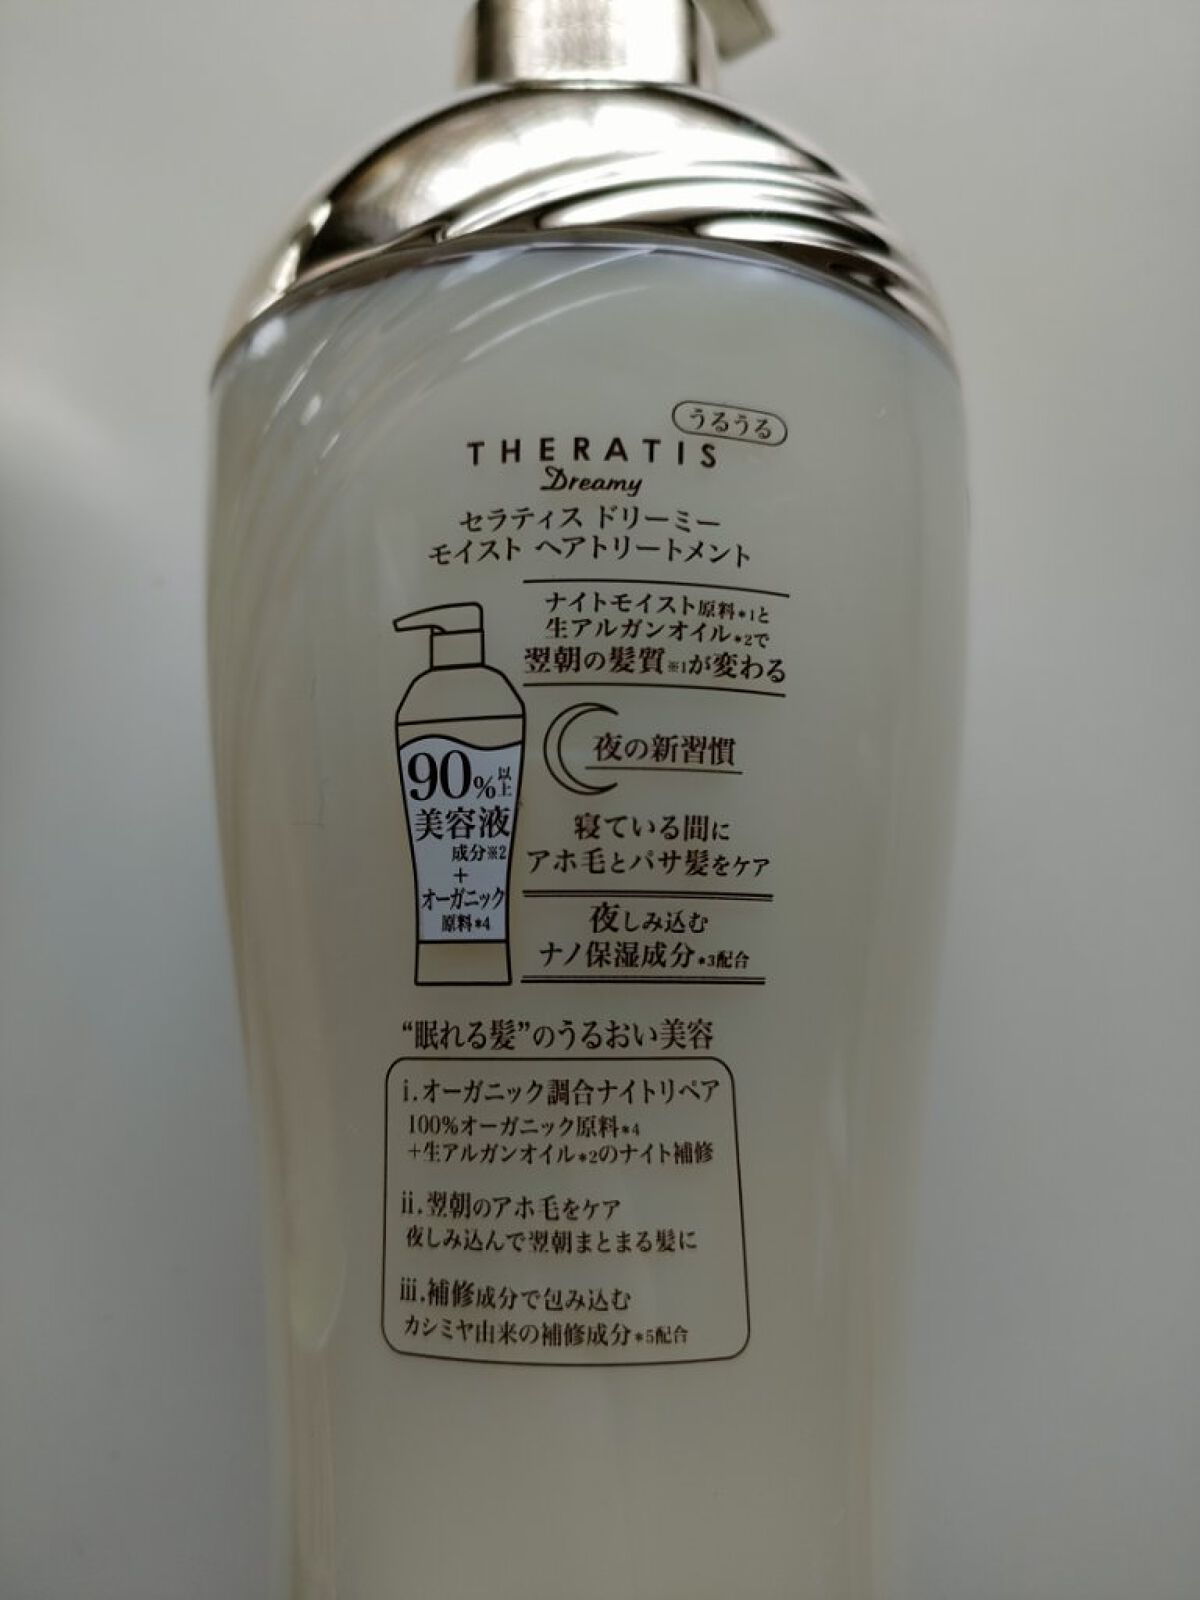 うるうる
THERATIS
Dreamy
セラティス ドリーミー
モイスト ヘアトリートメント
ナイトモイスト原料*1と
生アルガンオイル*2で
翌朝の髪質※1が変わる
90%以上
美容液
成分※2
+
オーガニック
原料*4
夜の新習慣
寝ている間に
アホ毛とパサ髪をケア
夜しみ込む
ナノ保湿成分*3配合
“眠れる髪”のうるおい美容
i.オーガニック調合ナイトリペア
100%オーガニック原料*4
+生アルガンオイル*2のナイト補修
ii.翌朝のアホ毛をケア
夜しみ込んで翌朝まとまる髪に
iii.補修成分で包み込む
カシミヤ由来の補修成分*5配合